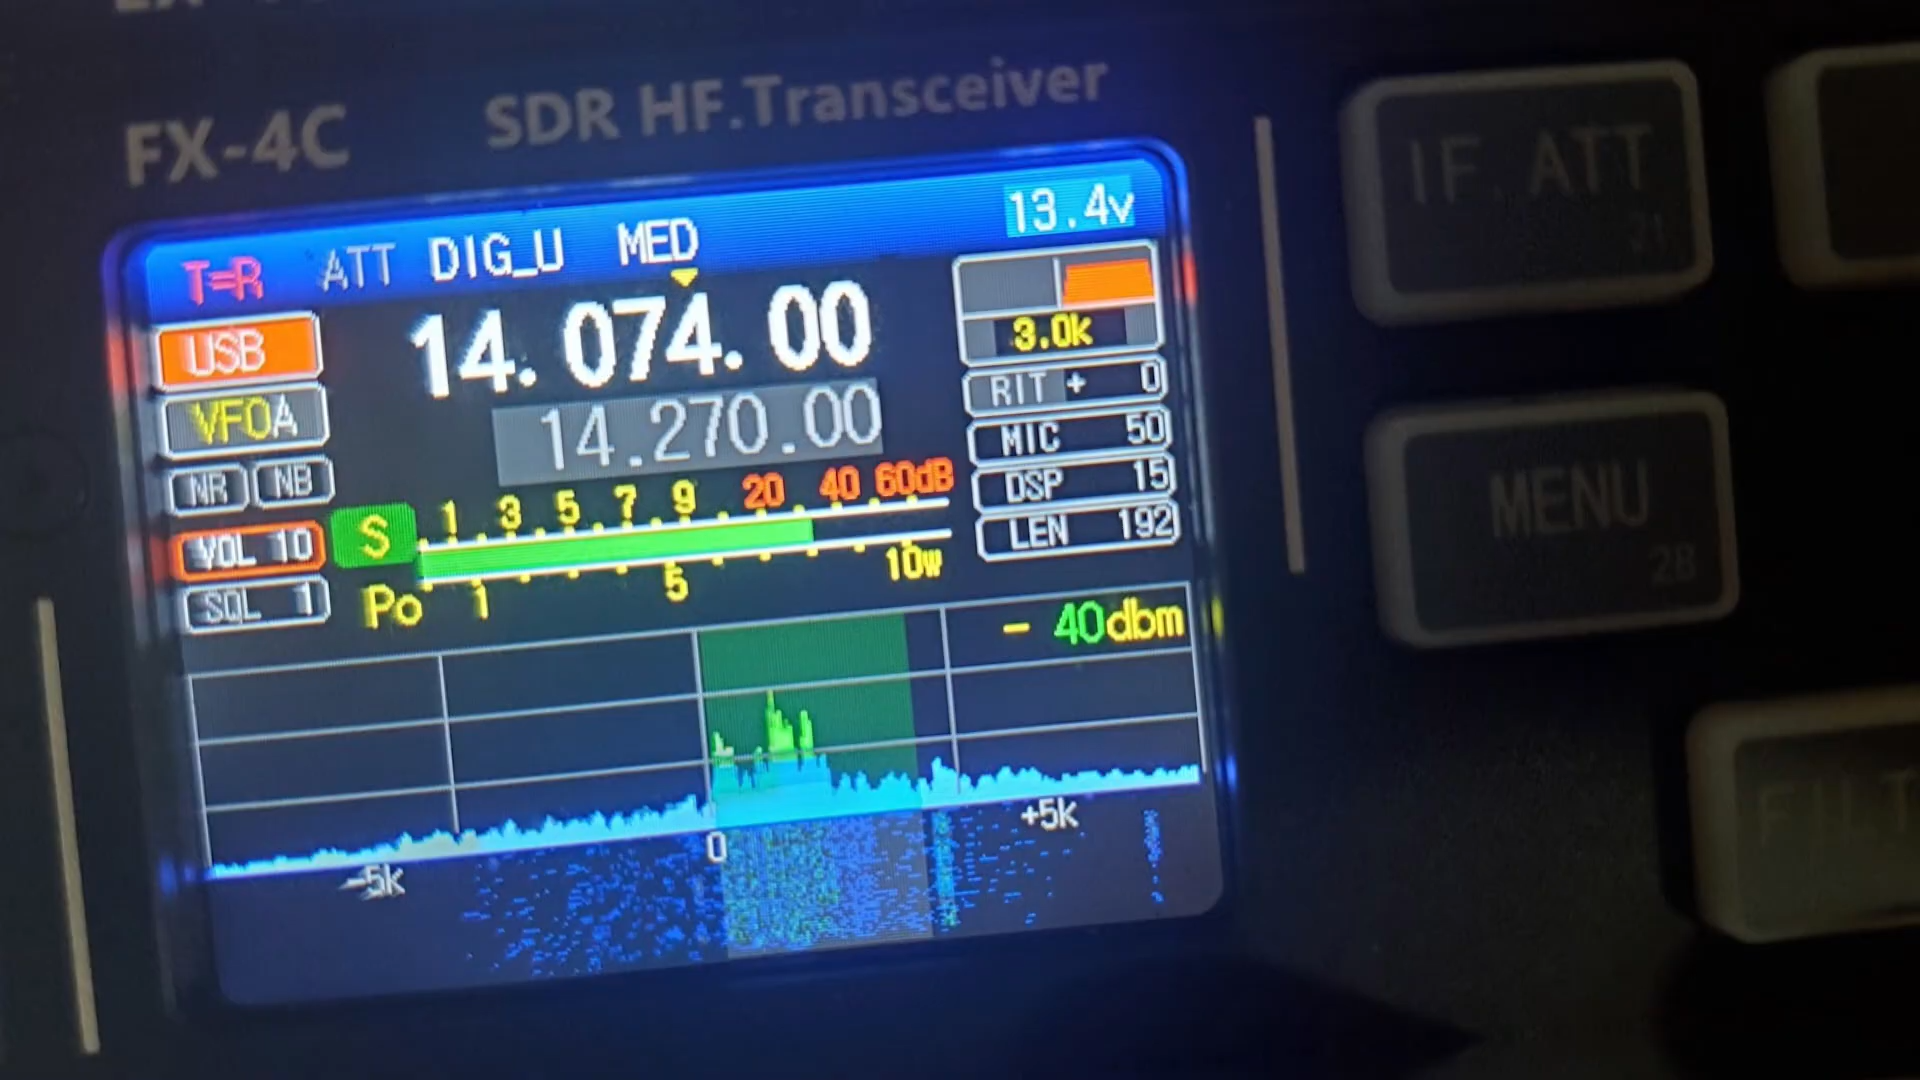 FX-4C SDR HF.Transceiver
T=R ATT DIG_U MED 13.4v
USB 14.074.00 3.0k
VFOA 14.270.00 RIT + 0
MIC 50
NR NB 1 3 5 7 9 20 40 60dB DSP 15
VOL 10 S LEN 192
SQL 1 Po 1 5 10w
- 40dbm
-5k 0 +5k
IF. ATT
21
MENU
28